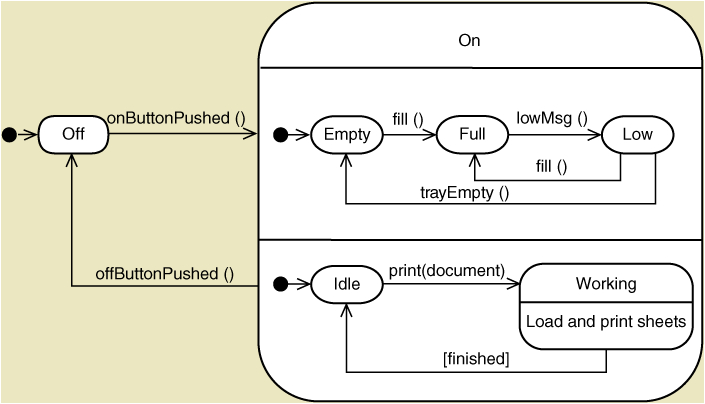 On
onButtonPushed ()
Off
fill ()
lowMsg ()
Empty
Full
Low
fill ()
trayEmpty ()
offButtonPushed ()
print(document)
Idle
Working
Load and print sheets
[finished]